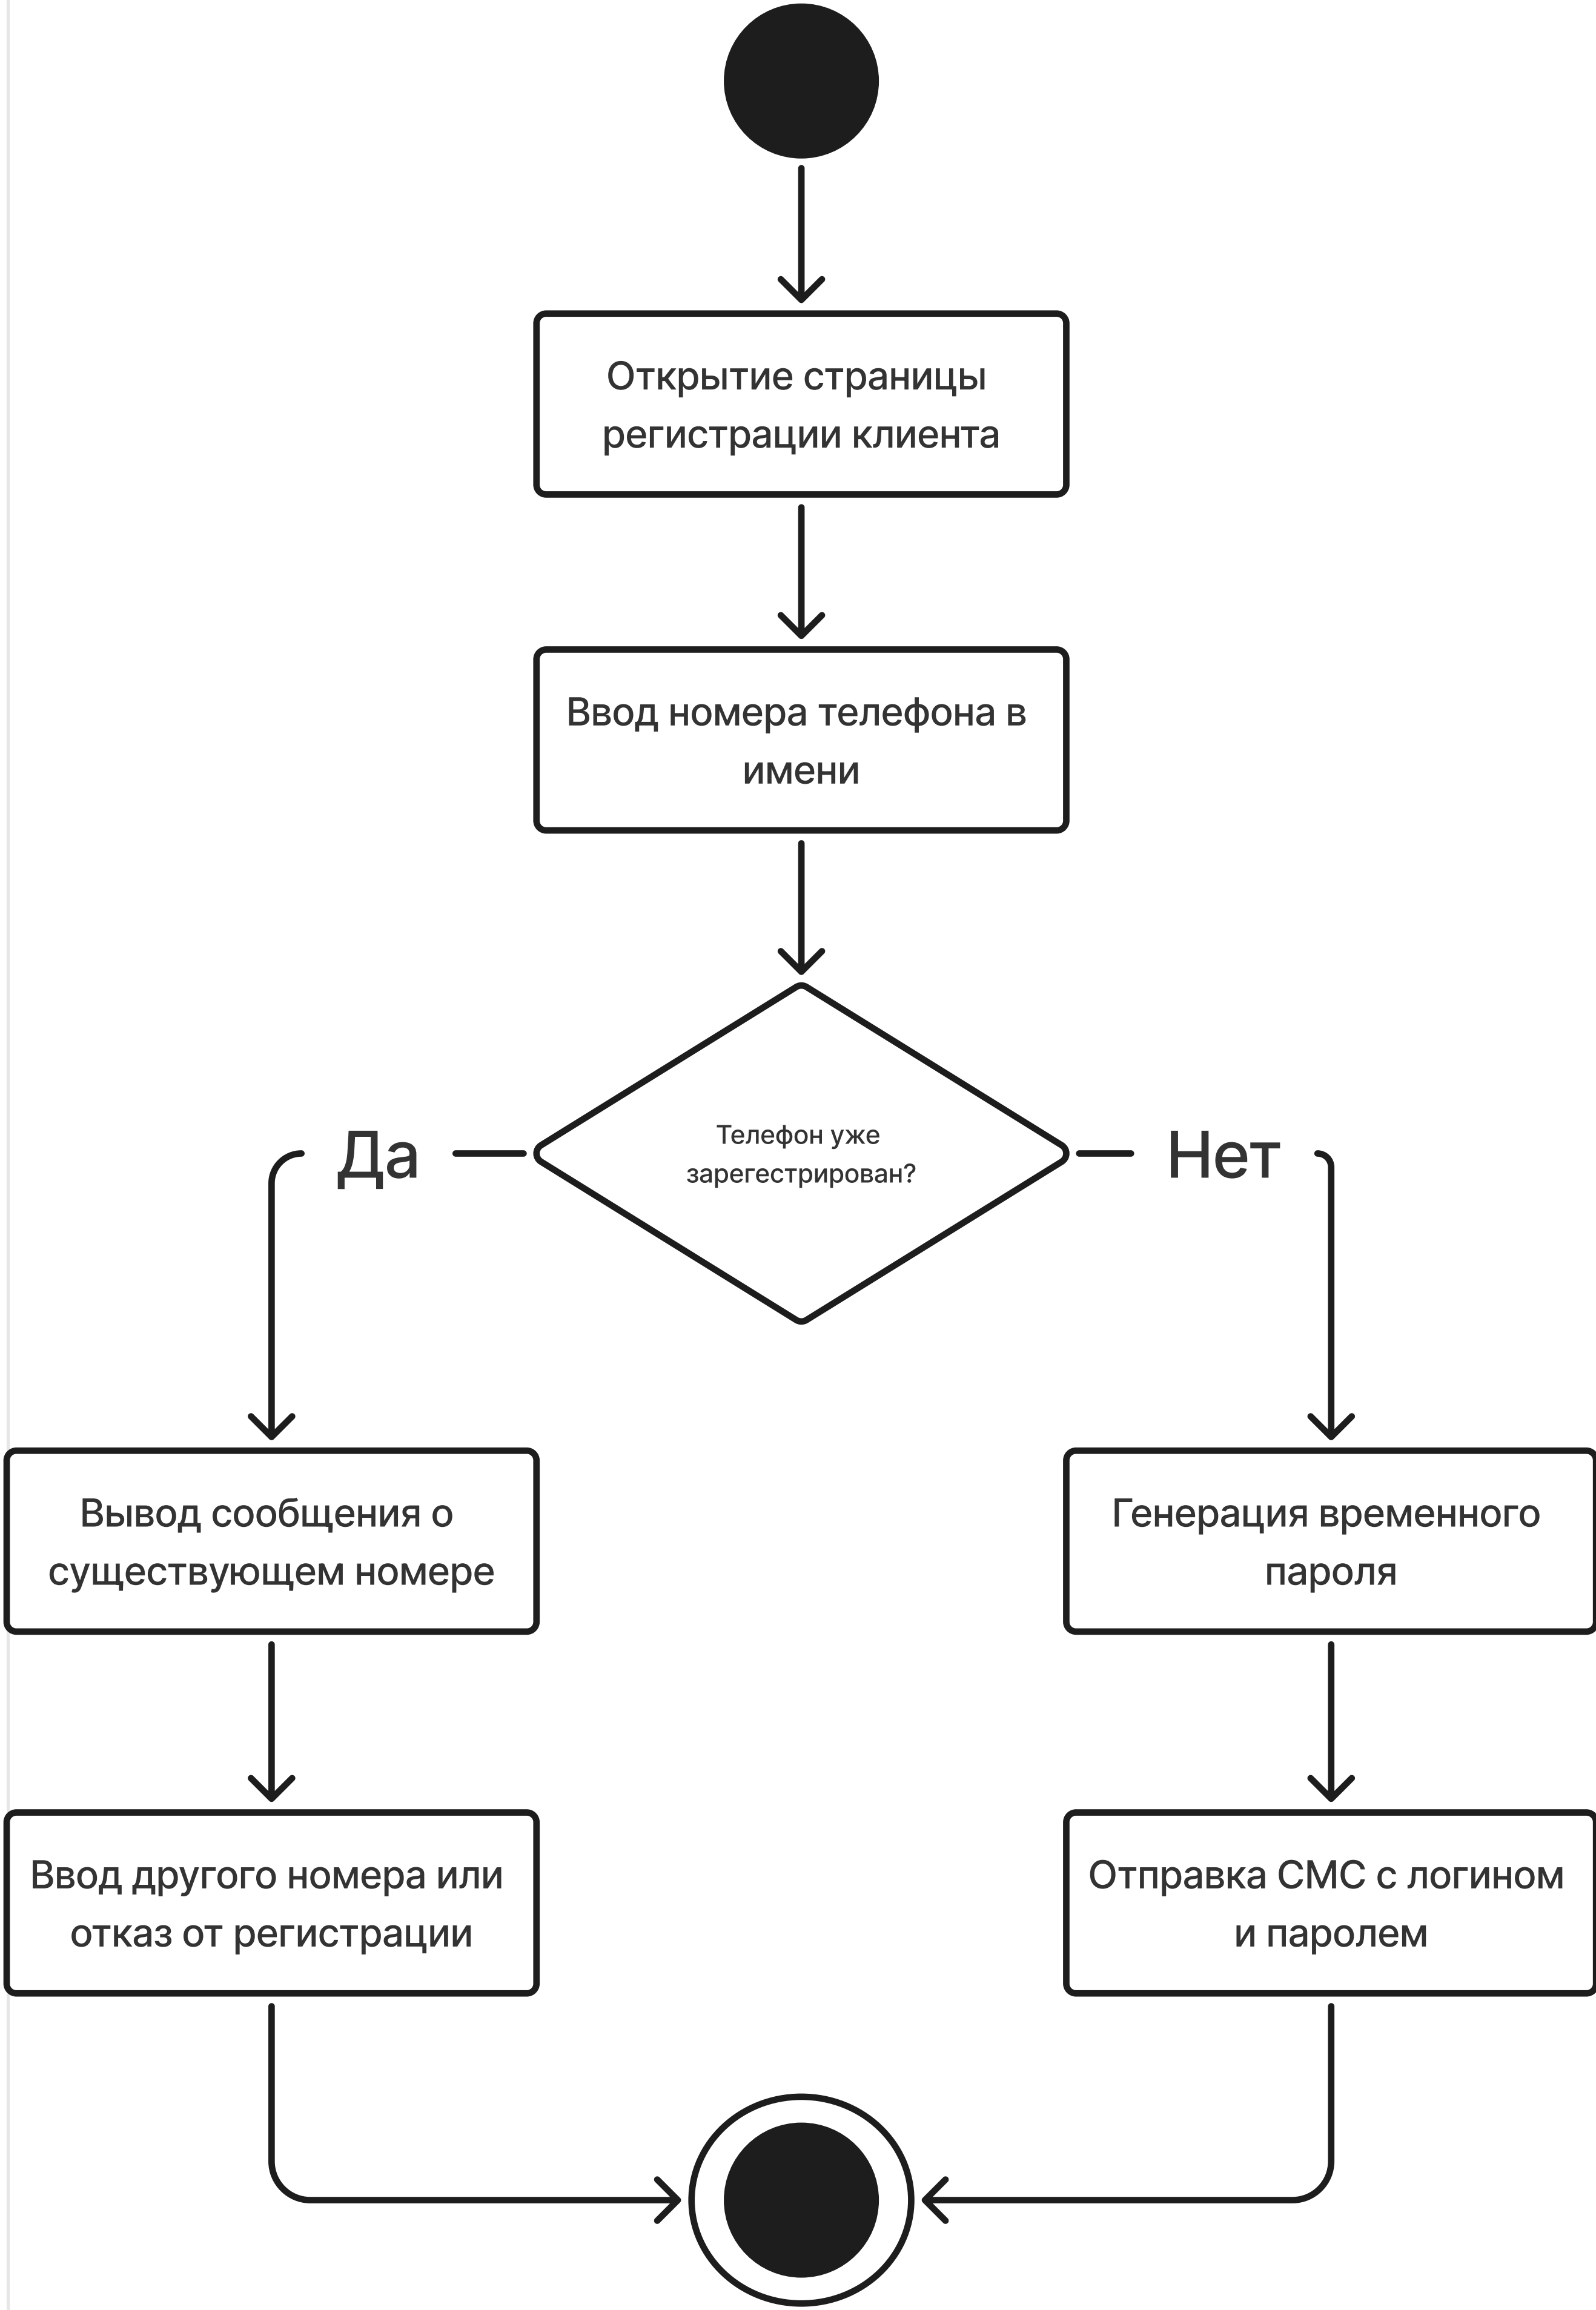 Открытие страницы
регистрации клиента
Ввод номера телефона в
имени
Телефон уже
зарегестрирован?
Да
Нет
Вывод сообщения о
существующем номере
Генерация временного
пароля
Ввод другого номера или
отказ от регистрации
Отправка СМС с логином
и паролем